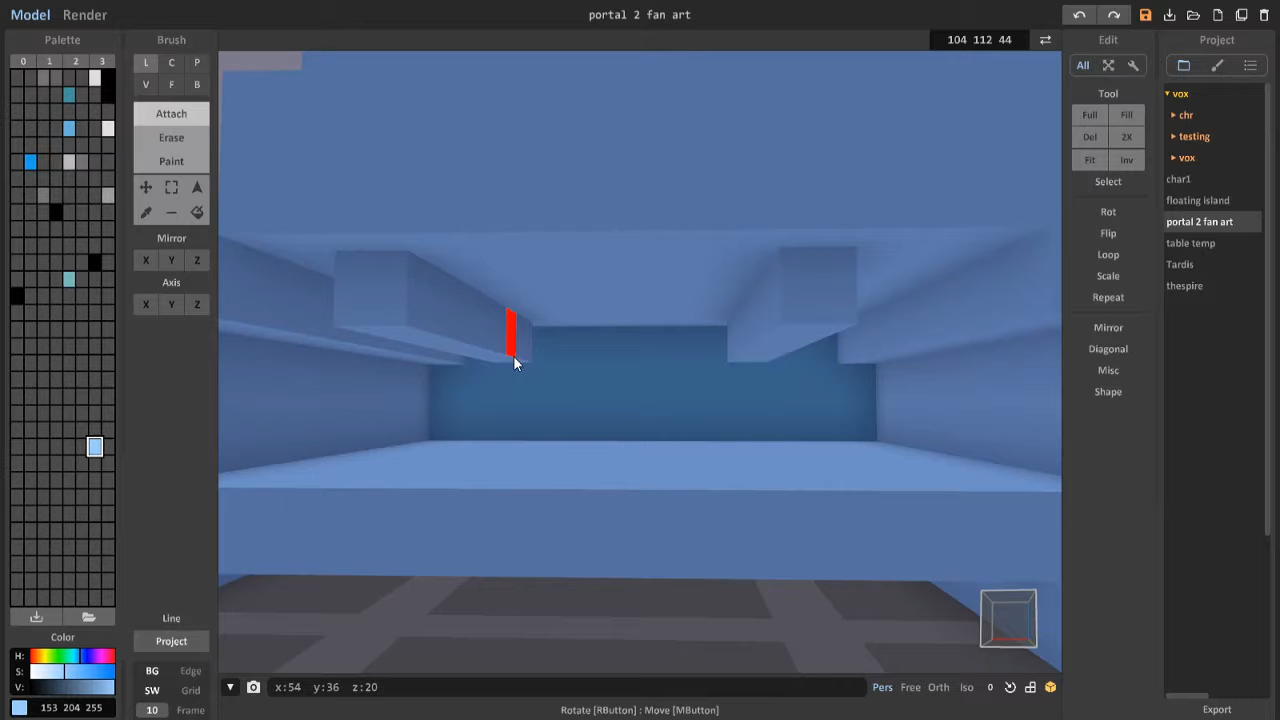 Model Render
portal 2 fan art
Palette
0 1 2 3
Color
H:
S:
V:
153 204 255
Brush
L C P
V F B
Attach
Erase
Paint
Mirror
X Y Z
Axis
X Y Z
Line
Project
BG Edge
SW Grid
10 Frame
104 112 44
x:54 y:36 z:20
Pers Free Orth Iso 0
Rotate [RButton] : Move [MButton]
Edit
All
Tool
Full Fill
Del 2X
Fit Inv
Select
Rot
Flip
Loop
Scale
Repeat
Mirror
Diagonal
Misc
Shape
Project
vox
chr
testing
vox
char1
floating island
portal 2 fan art
table temp
Tardis
thespire
Export